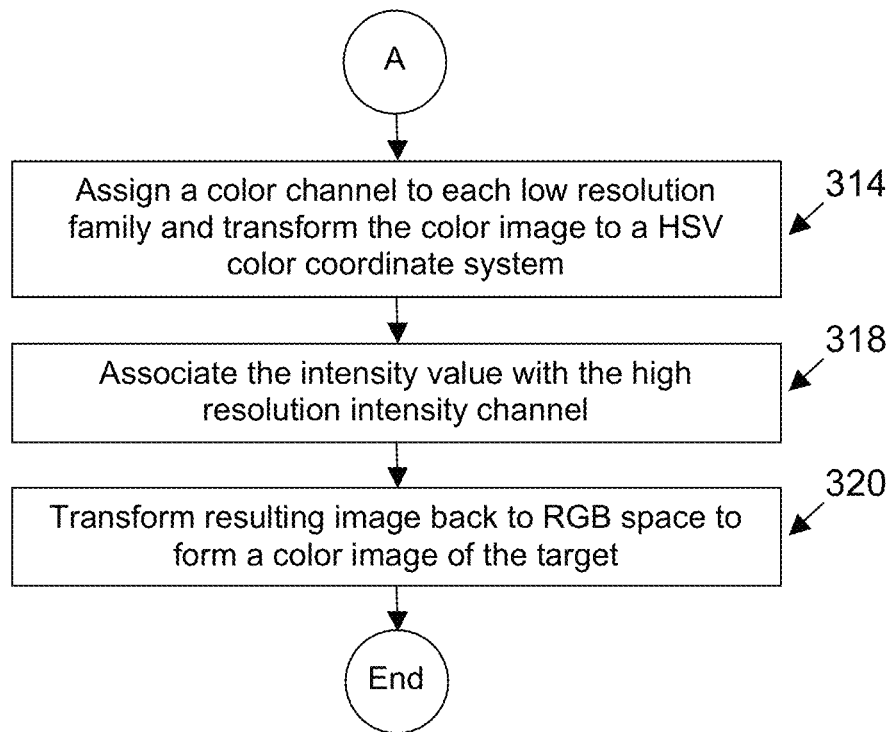 A
Assign a color channel to each low resolution
family and transform the color image to a HSV
color coordinate system
314
Associate the intensity value with the high
resolution intensity channel
318
Transform resulting image back to RGB space to
form a color image of the target
320
End